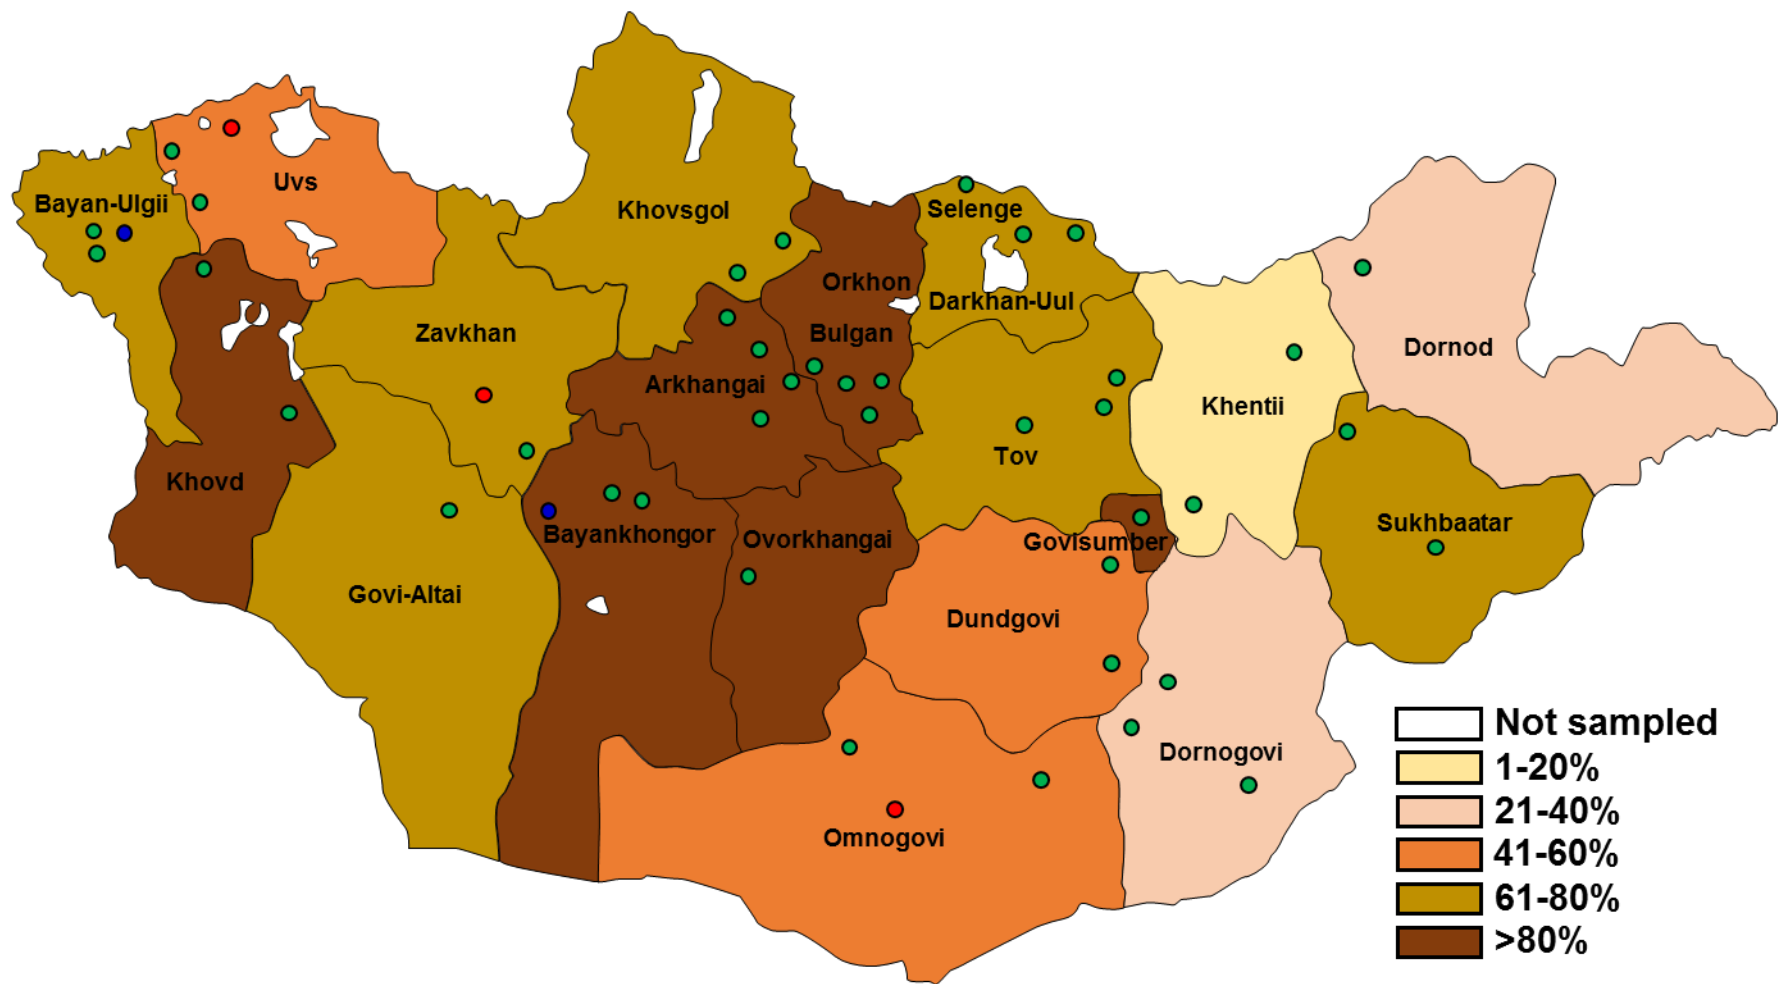 Uvs
Bayan-Ulgii
Khovsgol
Selenge
Orkhon
Darkhan-Uul
Zavkhan
Bulgan
Dornod
Arkhangai
Khentii
Tov
Khovd
Sukhbaatar
Bayankhongor
Ovorkhangai
Govisumber
Govi-Altai
Dundgovi
Dornogovi
Omnogovi
Not sampled
1-20%
21-40%
41-60%
61-80%
>80%